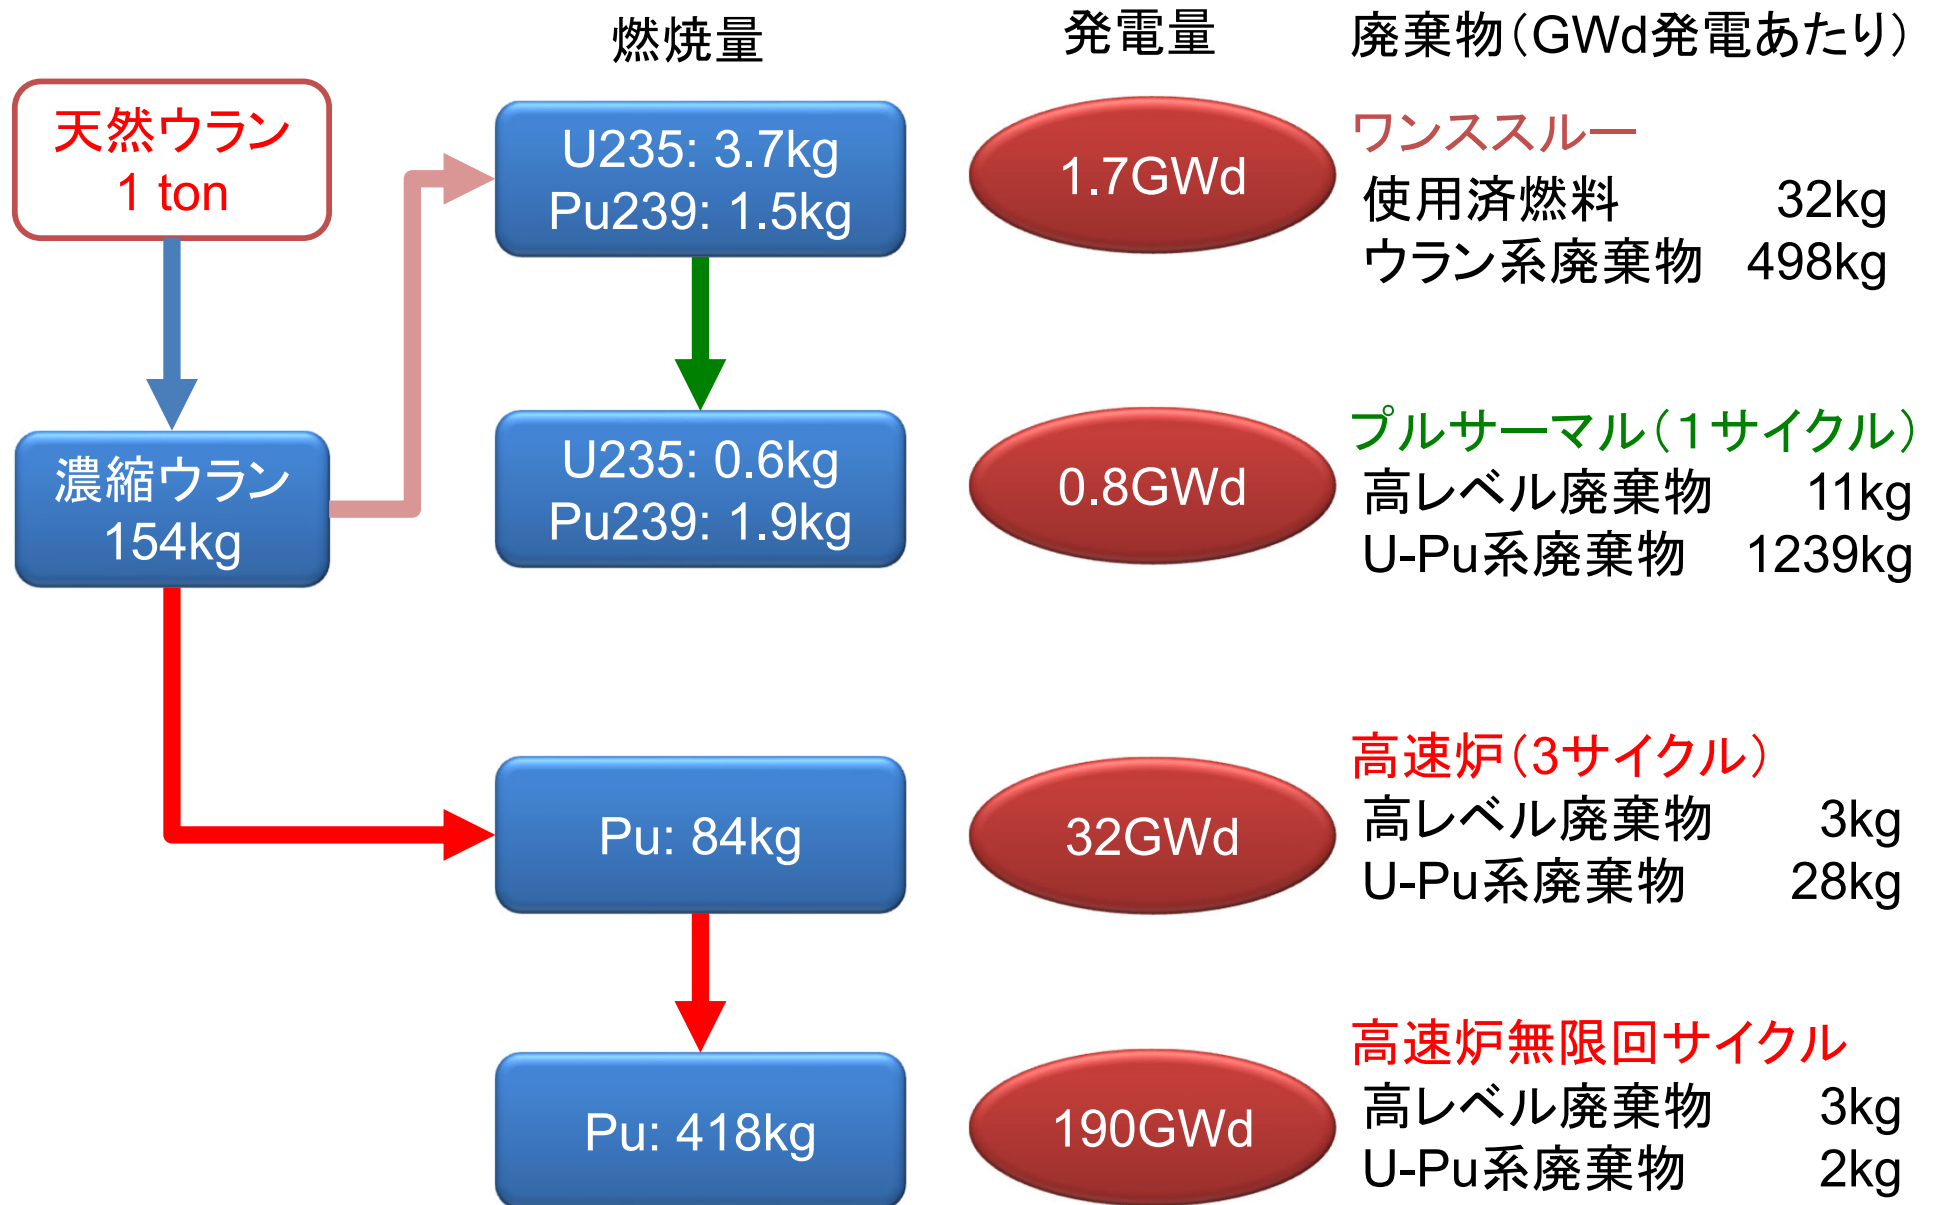 燃焼量
発電量
廃棄物（GWd発電あたり）
天然ウラン
1 ton
U235: 3.7kg
Pu239: 1.5kg
1.7GWd
ワンススルー
使用済燃料 32kg
ウラン系廃棄物 498kg
濃縮ウラン
154kg
U235: 0.6kg
Pu239: 1.9kg
0.8GWd
プルサーマル（1サイクル）
高レベル廃棄物 11kg
U-Pu系廃棄物 1239kg
Pu: 84kg
32GWd
高速炉（3サイクル）
高レベル廃棄物 3kg
U-Pu系廃棄物 28kg
Pu: 418kg
190GWd
高速炉無限回サイクル
高レベル廃棄物 3kg
U-Pu系廃棄物 2kg